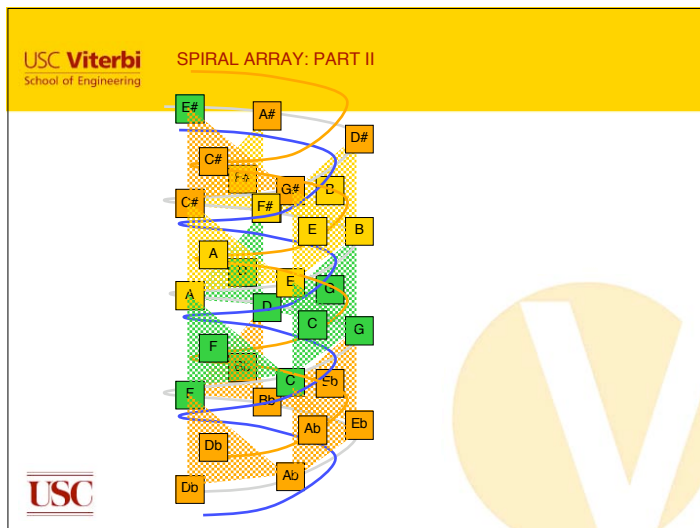 USC Viterbi
School of Engineering
SPIRAL ARRAY: PART II
E#
A#
D#
C#
G#
B
C#
F#
E
B
A
E
G
A
D
C
G
F
Eb
F
C
Bb
Ab
Eb
Db
Ab
Db
USC